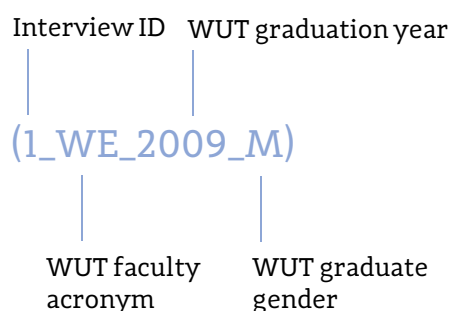 Interview ID WUT graduation year
(1_WE_2009_M)
WUT faculty
acronym
WUT graduate
gender